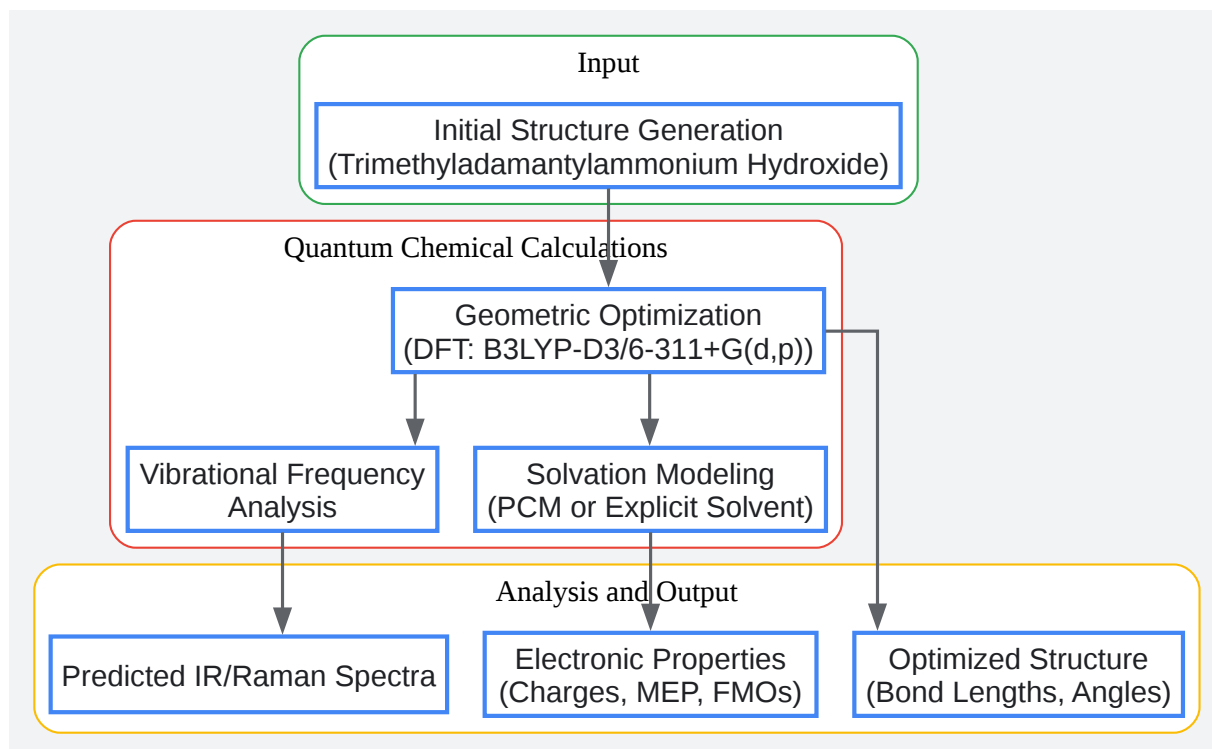 Input
Initial Structure Generation
(Trimethyladamantylammonium Hydroxide)
Quantum Chemical Calculations
Geometric Optimization
(DFT: B3LYP-D3/6-311+G(d,p))
Vibrational Frequency
Analysis
Solvation Modeling
(PCM or Explicit Solvent)
Analysis and Output
Predicted IR/Raman Spectra
Electronic Properties
(Charges, MEP, FMOs)
Optimized Structure
(Bond Lengths, Angles)